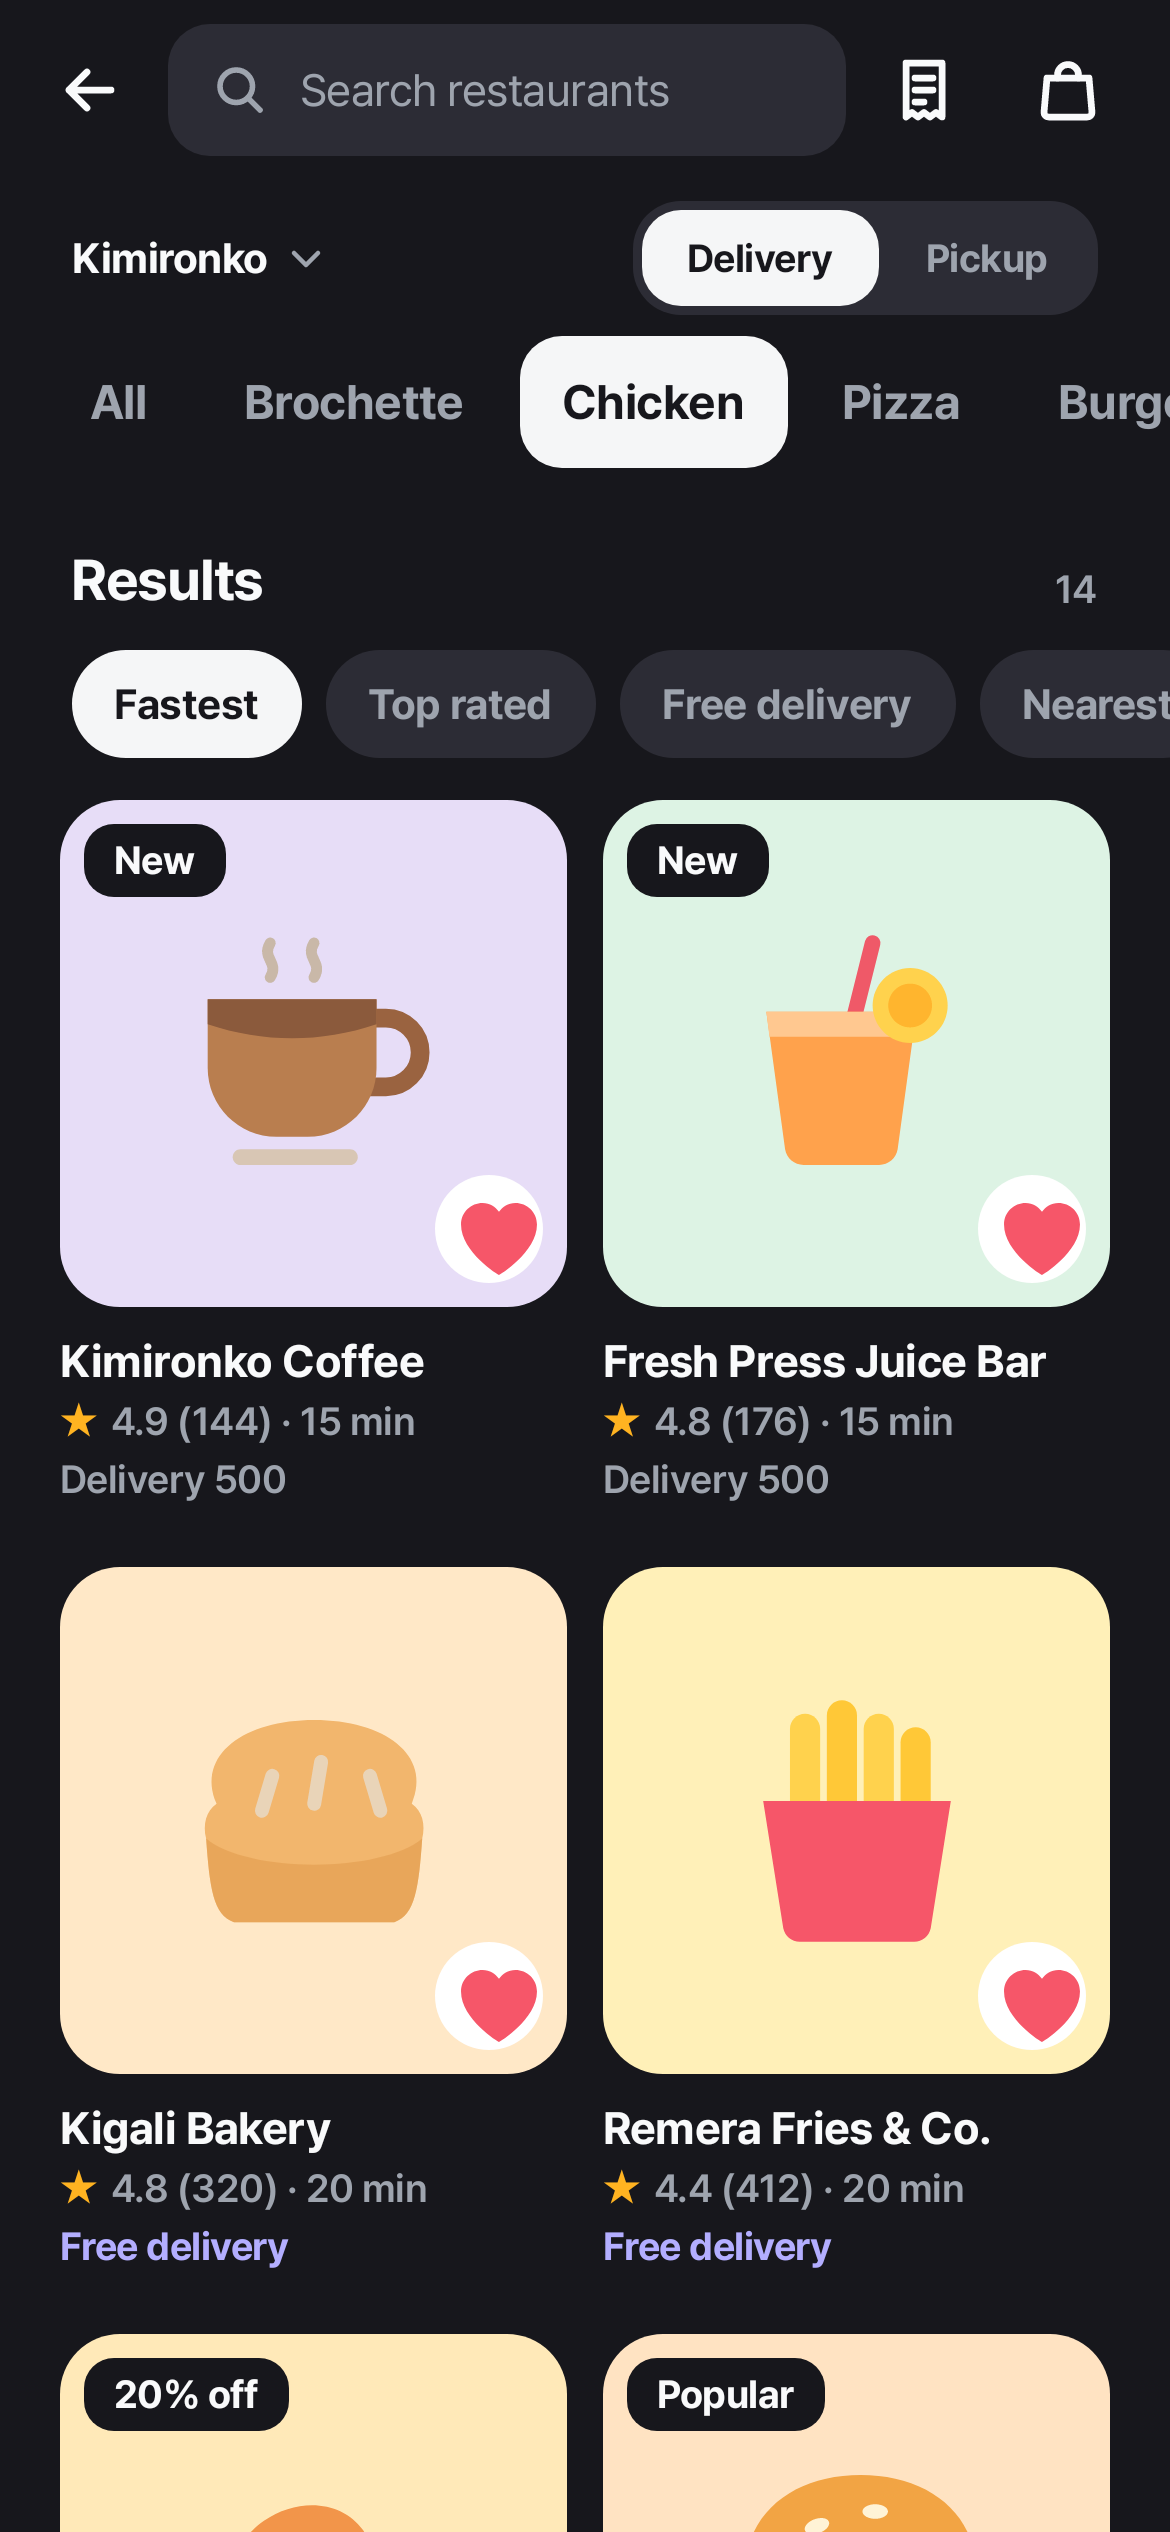 Search restaurants
Kimironko
Delivery Pickup
All Brochette Chicken Pizza
Results
14
Fastest Top rated Free delivery Nearest
New
New
Kimironko Coffee
★ 4.9 (144) · 15 min
Delivery 500
Fresh Press Juice Bar
★ 4.8 (176) · 15 min
Delivery 500
Kigali Bakery
★ 4.8 (320) · 20 min
Free delivery
Remera Fries & Co.
★ 4.4 (412) · 20 min
Free delivery
20% off
Popular